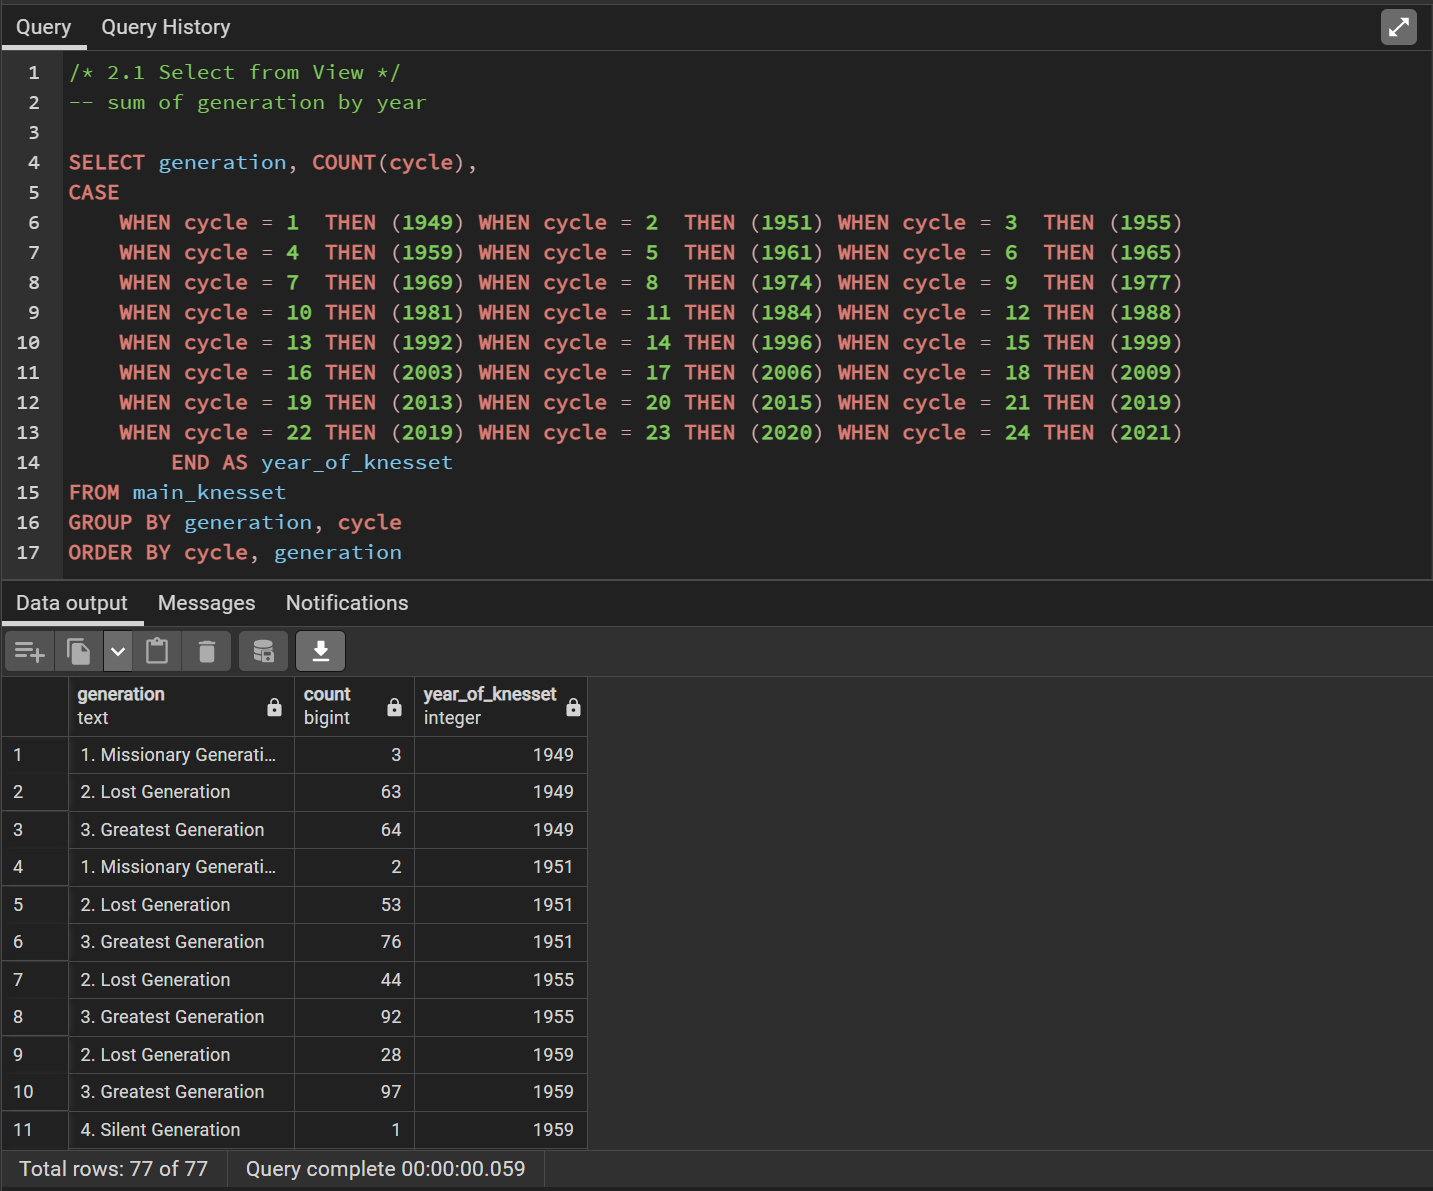 Query Query History
1 /* 2.1 Select from View */
2 -- sum of generation by year
3
4 SELECT generation, COUNT(cycle),
5 CASE
6 WHEN cycle = 1 THEN (1949) WHEN cycle = 2 THEN (1951) WHEN cycle = 3 THEN (1955)
7 WHEN cycle = 4 THEN (1959) WHEN cycle = 5 THEN (1961) WHEN cycle = 6 THEN (1965)
8 WHEN cycle = 7 THEN (1969) WHEN cycle = 8 THEN (1974) WHEN cycle = 9 THEN (1977)
9 WHEN cycle = 10 THEN (1981) WHEN cycle = 11 THEN (1984) WHEN cycle = 12 THEN (1988)
10 WHEN cycle = 13 THEN (1992) WHEN cycle = 14 THEN (1996) WHEN cycle = 15 THEN (1999)
11 WHEN cycle = 16 THEN (2003) WHEN cycle = 17 THEN (2006) WHEN cycle = 18 THEN (2009)
12 WHEN cycle = 19 THEN (2013) WHEN cycle = 20 THEN (2015) WHEN cycle = 21 THEN (2019)
13 WHEN cycle = 22 THEN (2019) WHEN cycle = 23 THEN (2020) WHEN cycle = 24 THEN (2021)
14 END AS year_of_knesset
15 FROM main_knesset
16 GROUP BY generation, cycle
17 ORDER BY cycle, generation
Data output Messages Notifications
generation count year_of_knesset
text bigint integer
1 1. Missionary Generati... 3 1949
2 2. Lost Generation 63 1949
3 3. Greatest Generation 64 1949
4 1. Missionary Generati... 2 1951
5 2. Lost Generation 53 1951
6 3. Greatest Generation 76 1951
7 2. Lost Generation 44 1955
8 3. Greatest Generation 92 1955
9 2. Lost Generation 28 1959
10 3. Greatest Generation 97 1959
11 4. Silent Generation 1 1959
Total rows: 77 of 77 Query complete 00:00:00.059